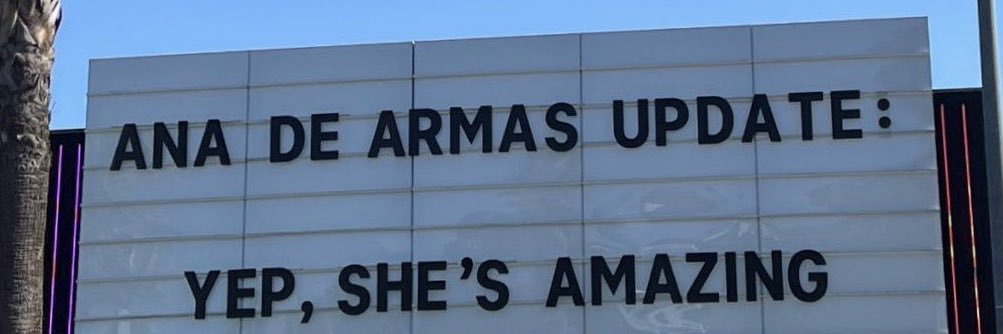 ANA DE ARMAS UPDATE:
YEP, SHE’S AMAZING